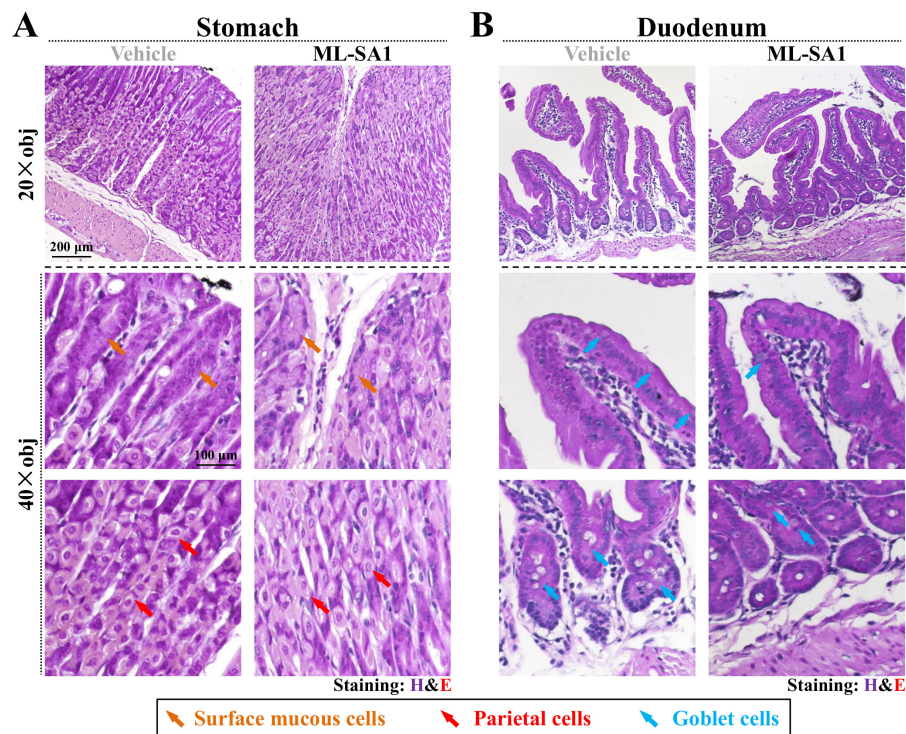 A Stomach
Vehicle ML-SA1
B Duodenum
Vehicle ML-SA1
20×obj
200 μm
40×obj
100 μm
Staining: H&E
Staining: H&E
Surface mucous cells Parietal cells Goblet cells